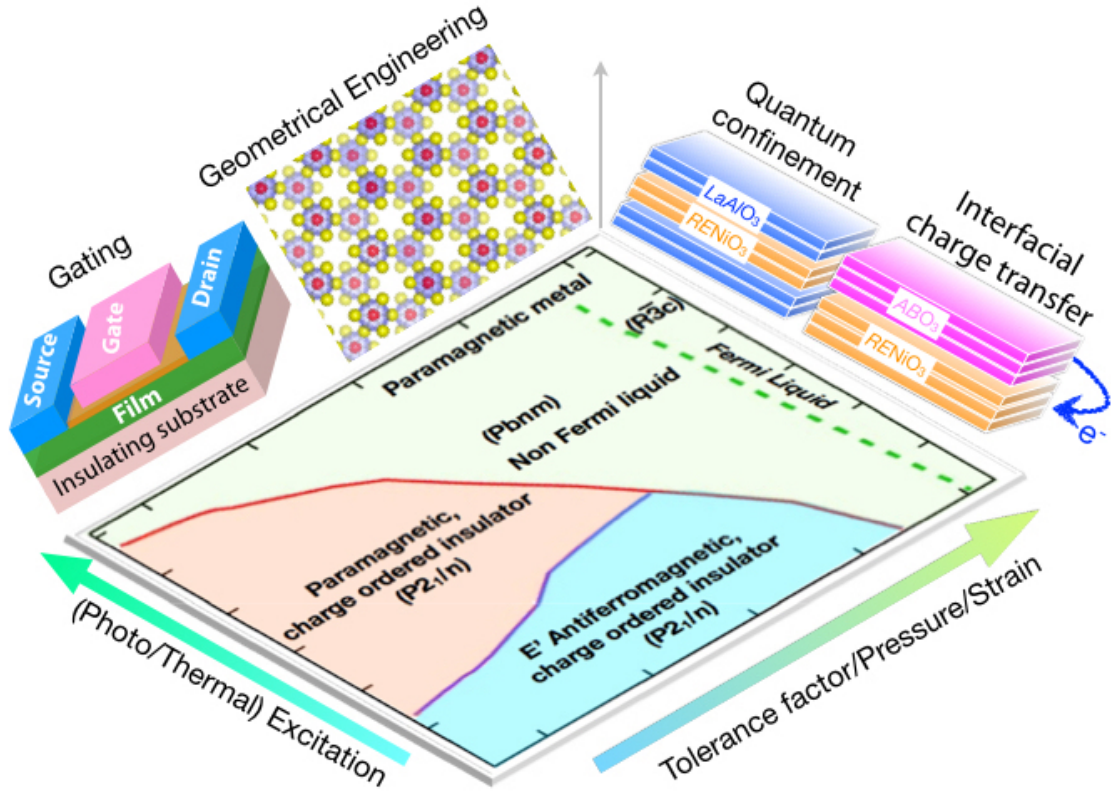 Geometrical Engineering
Quantum
confinement
LaAlO₃
RENiO₃
Interfacial
charge transfer
ABO₃
RENiO₃
e⁻
Gating
Source
Gate
Drain
Film
Insulating substrate
Paramagnetic metal
(R3̅c)
Fermi Liquid
(Pbnm)
Non Fermi liquid
Paramagnetic,
charge ordered insulator
(P2₁/n)
E' Antiferromagnetic,
charge ordered insulator
(P2₁/n)
(Photo/Thermal) Excitation
Tolerance factor/Pressure/Strain